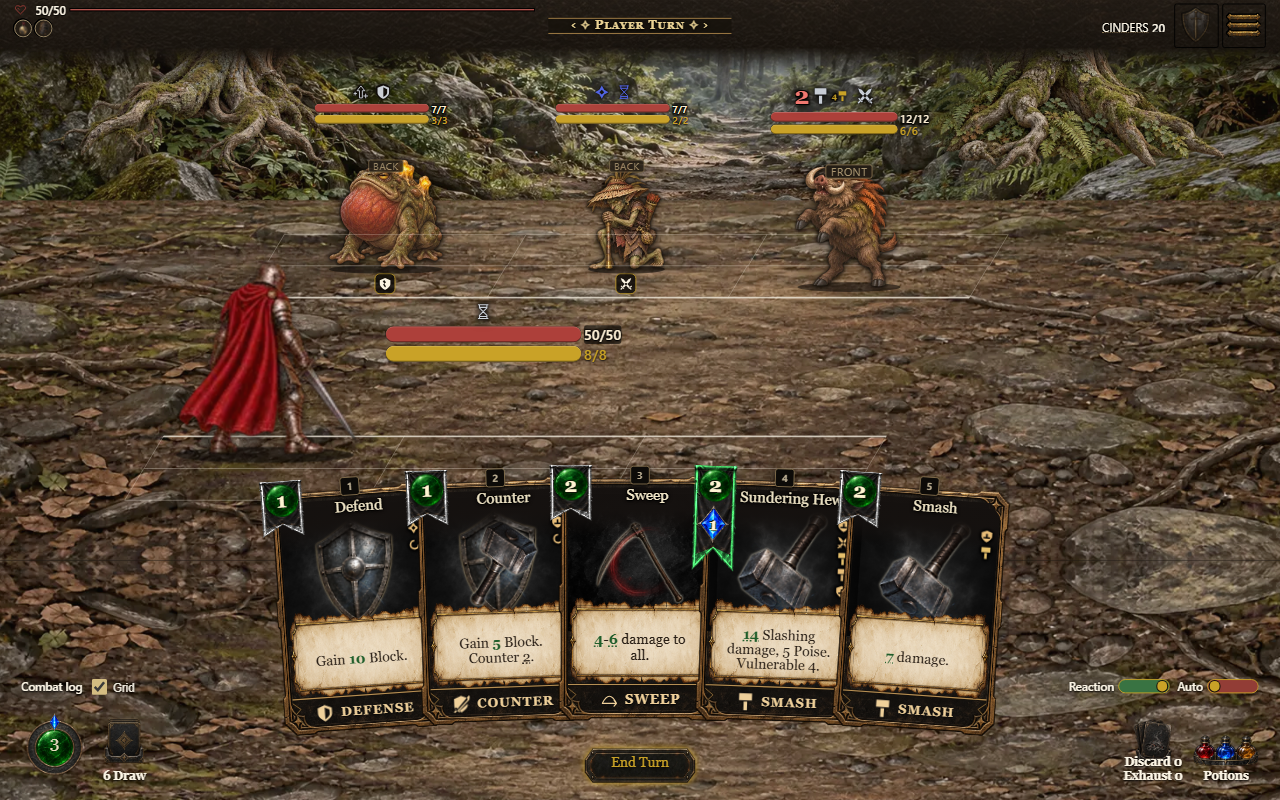 50/50
‹ ✧ Player Turn ✧ ›
CINDERS 20
7/7
3/3
7/7
2/2
2
4
12/12
6/6
BACK
BACK
FRONT
50/50
8/8
1
1
Defend
Gain 10 Block.
DEFENSE
1
2
Counter
Gain 5 Block.
Counter 2.
COUNTER
2
3
Sweep
4-6 damage to
all.
SWEEP
2
1
4
Sundering Hew
14 Slashing
damage, 5 Poise.
Vulnerable 4.
SMASH
2
5
Smash
7 damage.
SMASH
Combat log
Grid
Reaction
Auto
3
6 Draw
End Turn
Discard 0
Exhaust 0
Potions